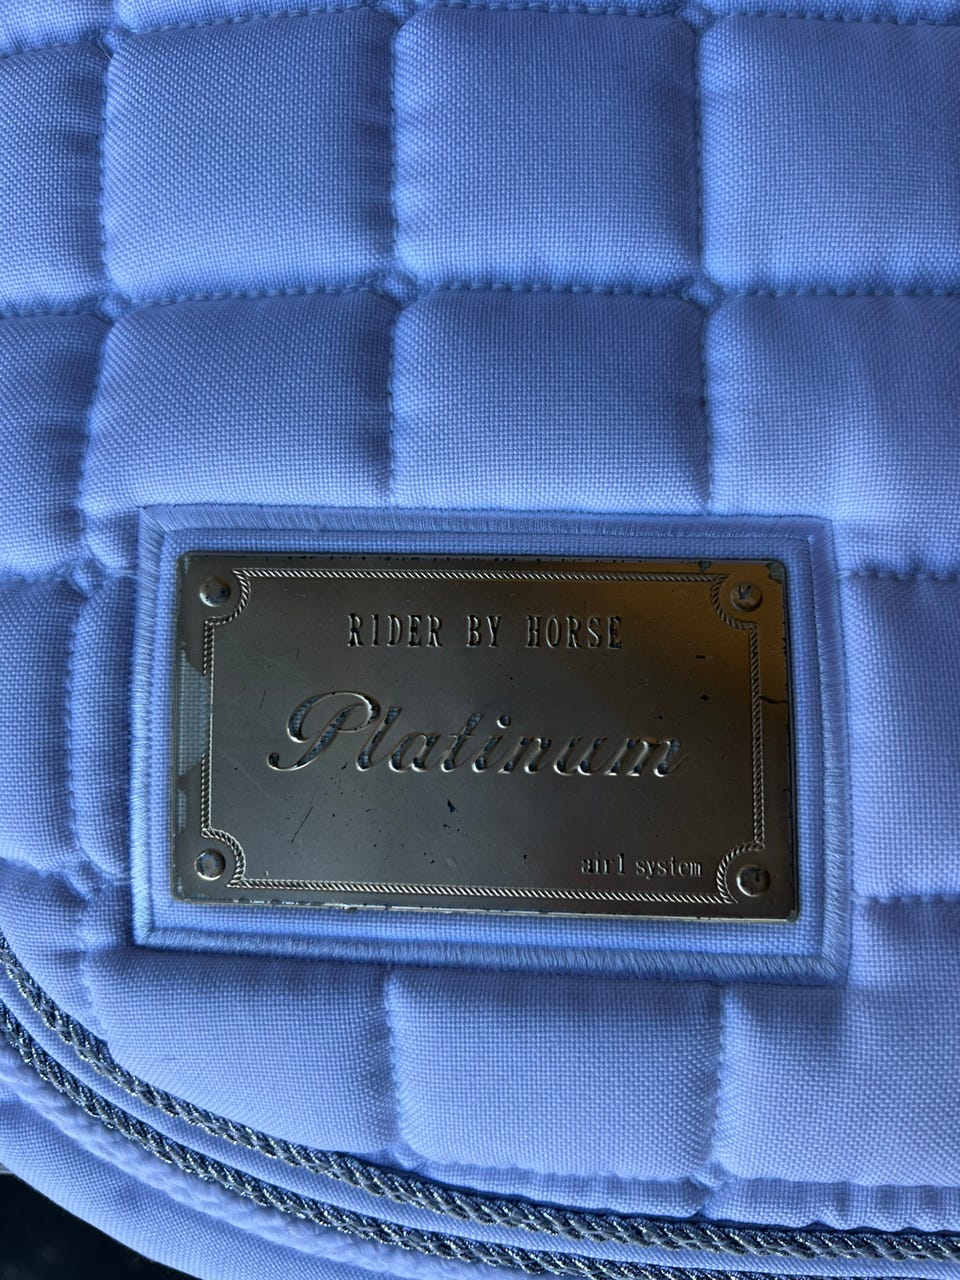 RIDER BY HORSE
Platinum
air1 system